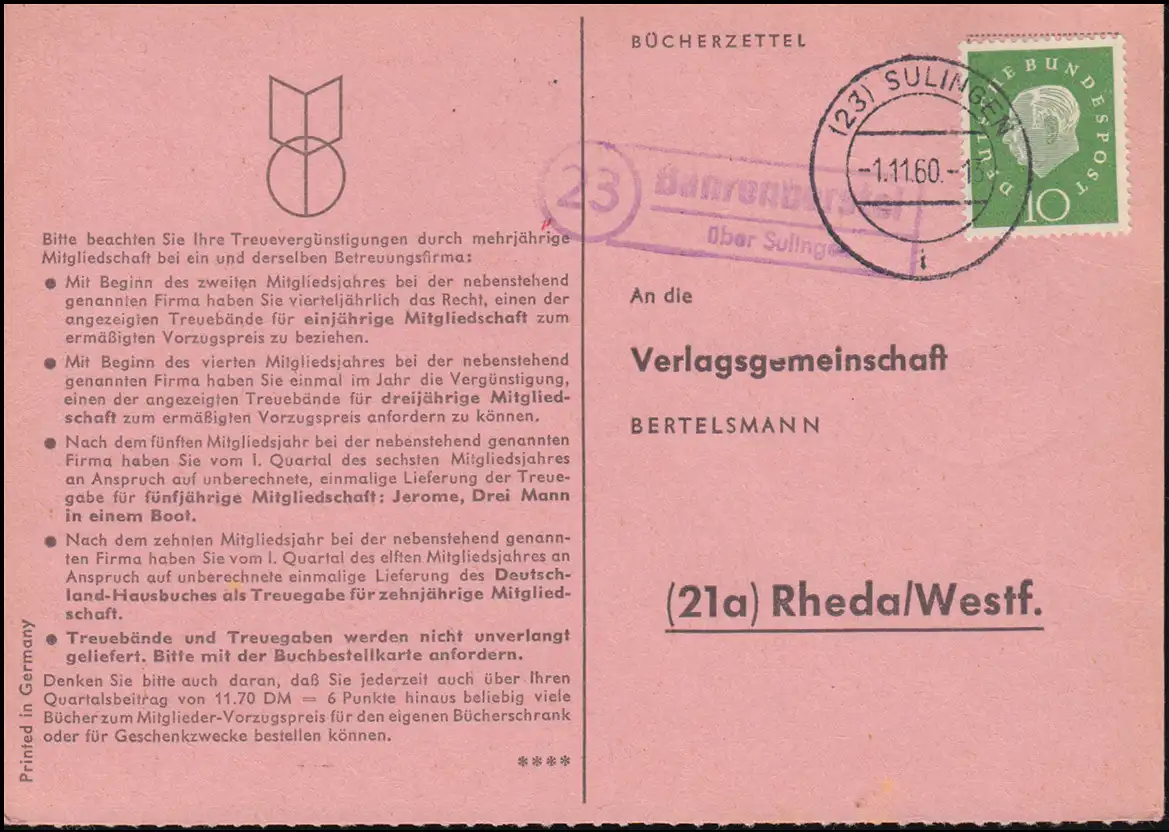 Bitte beachten Sie Ihre Treuevergünstigungen durch mehrjährige
Mitgliedschaft bei ein und derselben Betreuungsfirma:
● Mit Beginn des zweiten Mitgliedsjahres bei der nebenstehend
genannten Firma haben Sie vierteljährlich das Recht, einen der
angezeigten Treuebände für einjährige Mitgliedschaft zum
ermäßigten Vorzugspreis zu beziehen.
● Mit Beginn des vierten Mitgliedsjahres bei der nebenstehend
genannten Firma haben Sie einmal im Jahr die Vergünstigung,
einen der angezeigten Treuebände für dreijährige Mitglied-
schaft zum ermäßigten Vorzugspreis anfordern zu können.
● Nach dem fünften Mitgliedsjahr bei der nebenstehend genannten
Firma haben Sie vom I. Quartal des sechsten Mitgliedsjahres
an Anspruch auf unberechnete, einmalige Lieferung der Treue-
gabe für fünfjährige Mitgliedschaft: Jerome, Drei Mann
in einem Boot.
● Nach dem zehnten Mitgliedsjahr bei der nebenstehend genann-
ten Firma haben Sie vom I. Quartal des elften Mitgliedsjahres an
Anspruch auf unberechnete einmalige Lieferung des Deutsch-
land-Hausbuches als Treuegabe für zehnjährige Mitglied-
schaft.
● Treuebände und Treuegaben werden nicht unverlangt
geliefert. Bitte mit der Buchbestellkarte anfordern.
Denken Sie bitte auch daran, daß Sie jederzeit auch über Ihren
Quartalsbeitrag von 11.70 DM = 6 Punkte hinaus beliebig viele
Bücher zum Mitglieder-Vorzugspreis für den eigenen Bücherschrank
oder für Geschenkzwecke bestellen können.
****
Printed in Germany
BÜCHERZETTEL
23
Bahrenborstel
über Sulingen
(23) SULINGEN
-1.11.60.-13
i
DEUTSCHE BUNDESPOST
10
An die
Verlagsgemeinschaft
BERTELSMANN
(21a) Rheda/Westf.